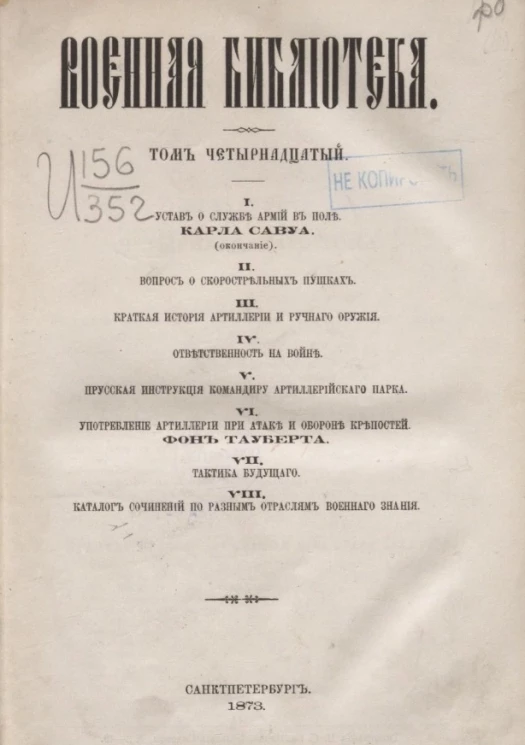 ВОЕННАЯ БИБЛІОТЕКА.
ТОМЪ ЧЕТЫРНАДЦАТЫЙ.
И 156
352
НЕ КОПИРОВАТЬ
I.
УСТАВЪ О СЛУЖБѢ АРМІЙ ВЪ ПОЛѢ.
КАРЛА САВУА.
(окончаніе).
II.
ВОПРОСЪ О СКОРОСТРѢЛЬНЫХЪ ПУШКАХЪ.
III.
КРАТКАЯ ИСТОРІЯ АРТИЛЛЕРІИ И РУЧНАГО ОРУЖІЯ.
IV.
ОТВѢТСТВЕННОСТЬ НА ВОЙНѢ.
V.
ПРУССКАЯ ИНСТРУКЦІЯ КОМАНДИРУ АРТИЛЛЕРІЙСКАГО ПАРКА.
VI.
УПОТРЕБЛЕНІЕ АРТИЛЛЕРІИ ПРИ АТАКѢ И ОБОРОНѢ КРѢПОСТЕЙ.
ФОНЪ ТАУБЕРТА.
VII.
ТАКТИКА БУДУЩАГО.
VIII.
КАТАЛОГЪ СОЧИНЕНІЙ ПО РАЗНЫМЪ ОТРАСЛЯМЪ ВОЕННАГО ЗНАНІЯ.
САНКТПЕТЕРБУРГЪ.
1873.